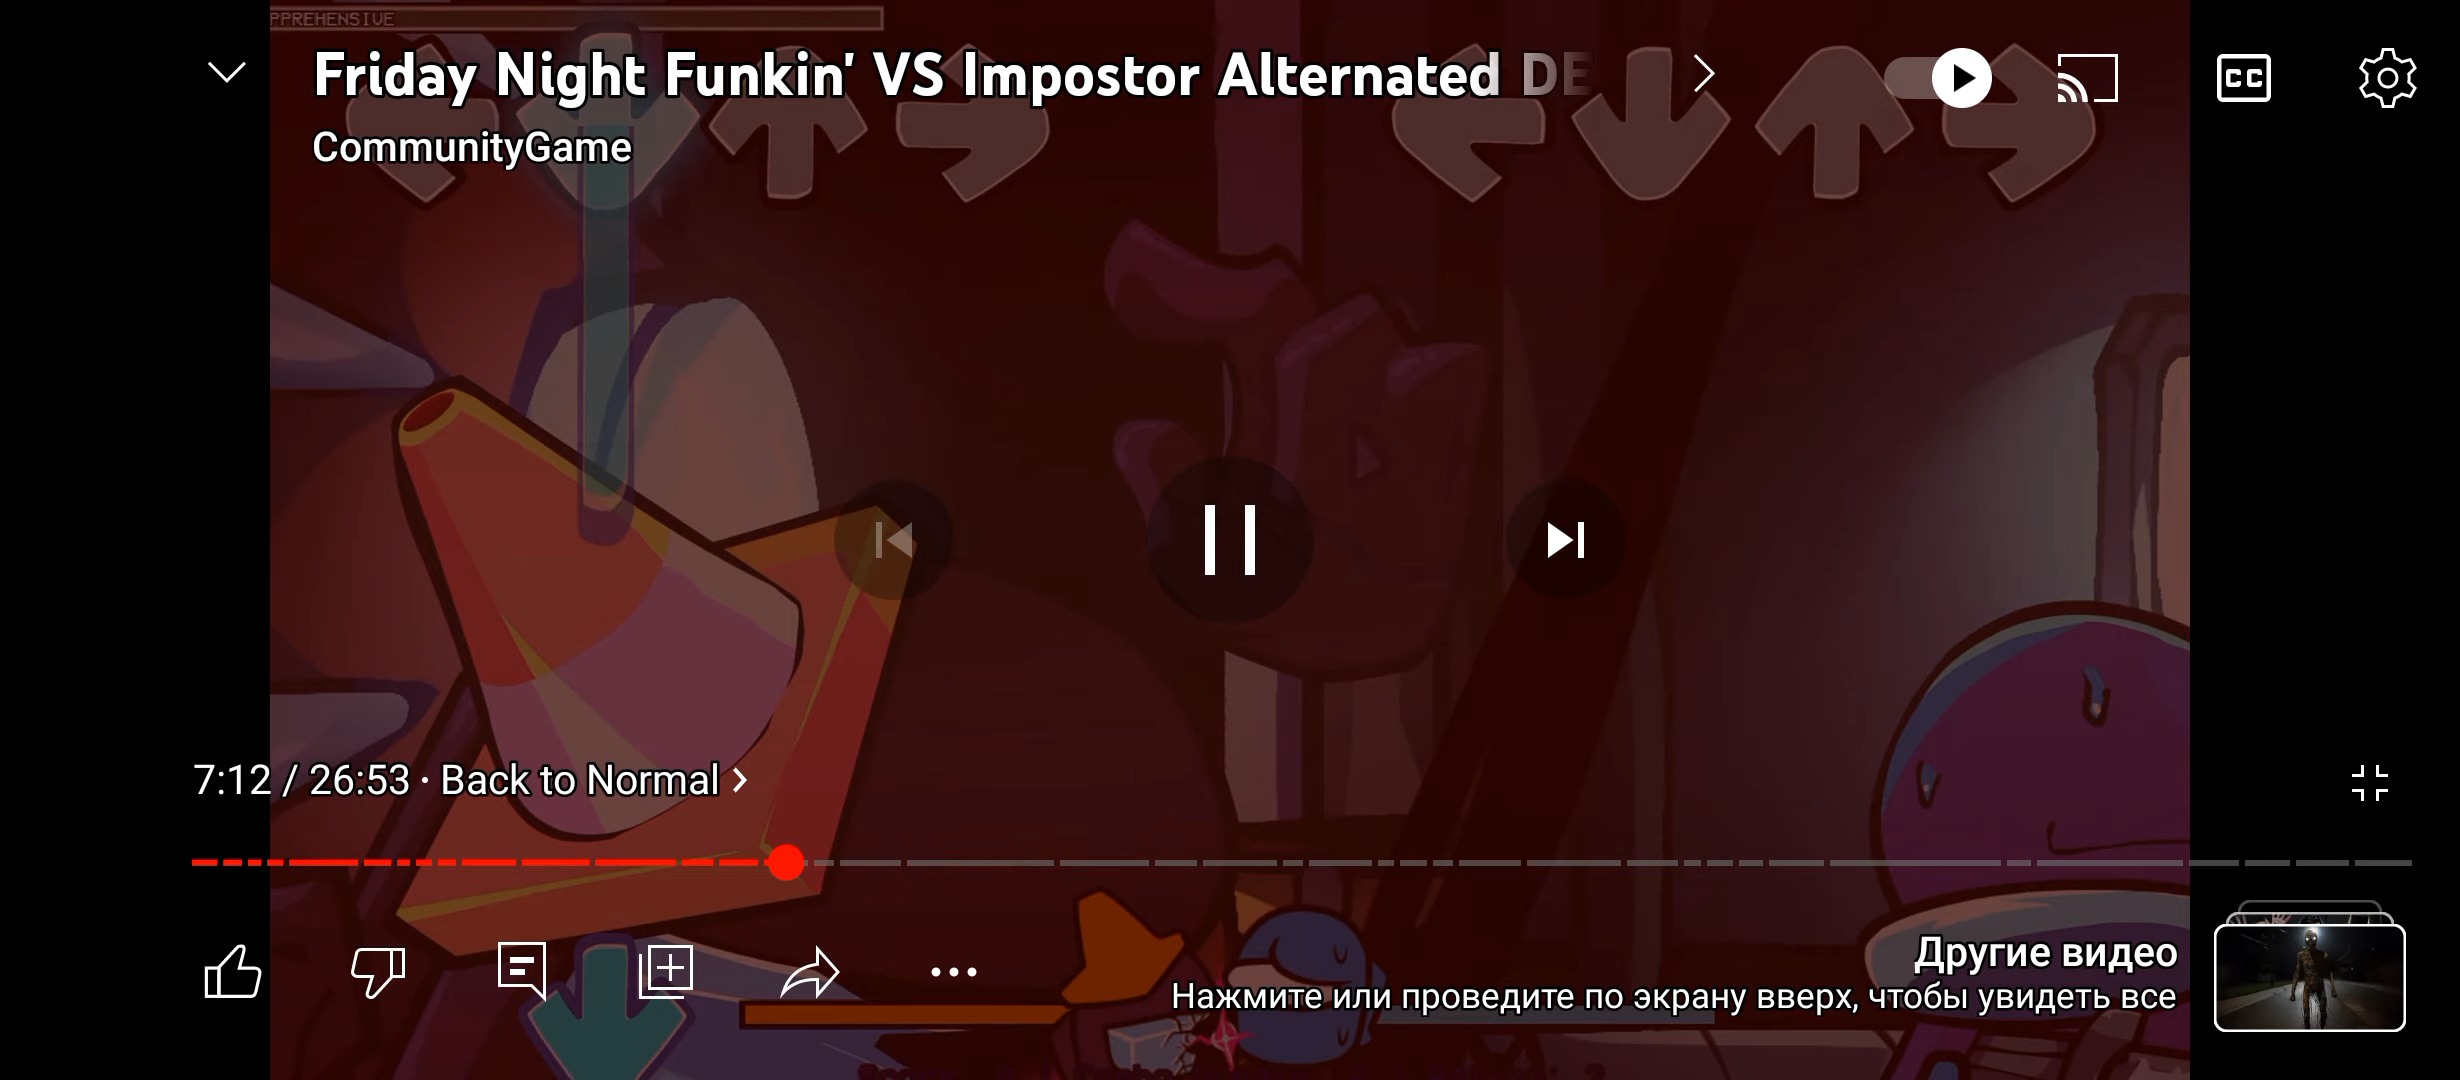 Friday Night Funkin' VS Impostor Alternated DE
CommunityGame
CC
7:12 / 26:53 · Back to Normal
Другие видео
Нажмите или проведите по экрану вверх, чтобы увидеть все